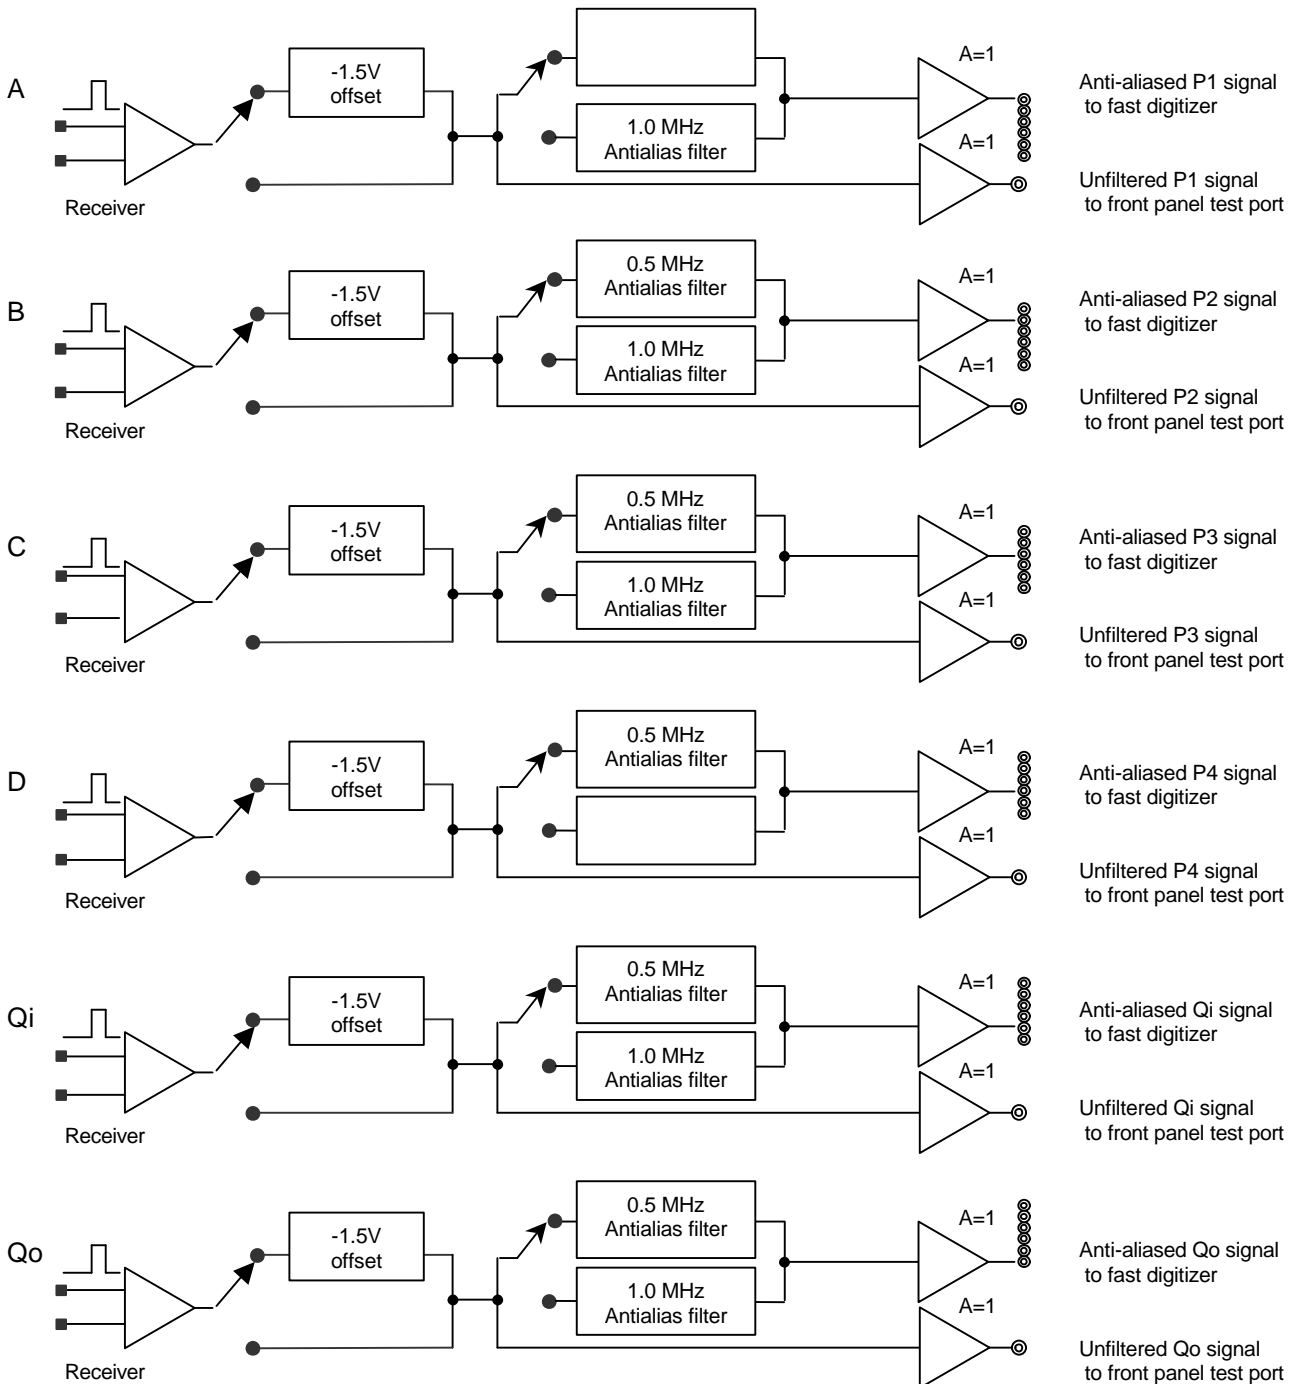 A
-1.5V
offset
1.0 MHz
Antialias filter
A=1
A=1
Receiver
Anti-aliased P1 signal
to fast digitizer
Unfiltered P1 signal
to front panel test port
B
-1.5V
offset
0.5 MHz
Antialias filter
1.0 MHz
Antialias filter
A=1
A=1
Receiver
Anti-aliased P2 signal
to fast digitizer
Unfiltered P2 signal
to front panel test port
C
-1.5V
offset
0.5 MHz
Antialias filter
1.0 MHz
Antialias filter
A=1
A=1
Receiver
Anti-aliased P3 signal
to fast digitizer
Unfiltered P3 signal
to front panel test port
D
-1.5V
offset
0.5 MHz
Antialias filter
A=1
A=1
Receiver
Anti-aliased P4 signal
to fast digitizer
Unfiltered P4 signal
to front panel test port
Qi
-1.5V
offset
0.5 MHz
Antialias filter
1.0 MHz
Antialias filter
A=1
A=1
Receiver
Anti-aliased Qi signal
to fast digitizer
Unfiltered Qi signal
to front panel test port
Qo
-1.5V
offset
0.5 MHz
Antialias filter
1.0 MHz
Antialias filter
A=1
A=1
Receiver
Anti-aliased Qo signal
to fast digitizer
Unfiltered Qo signal
to front panel test port